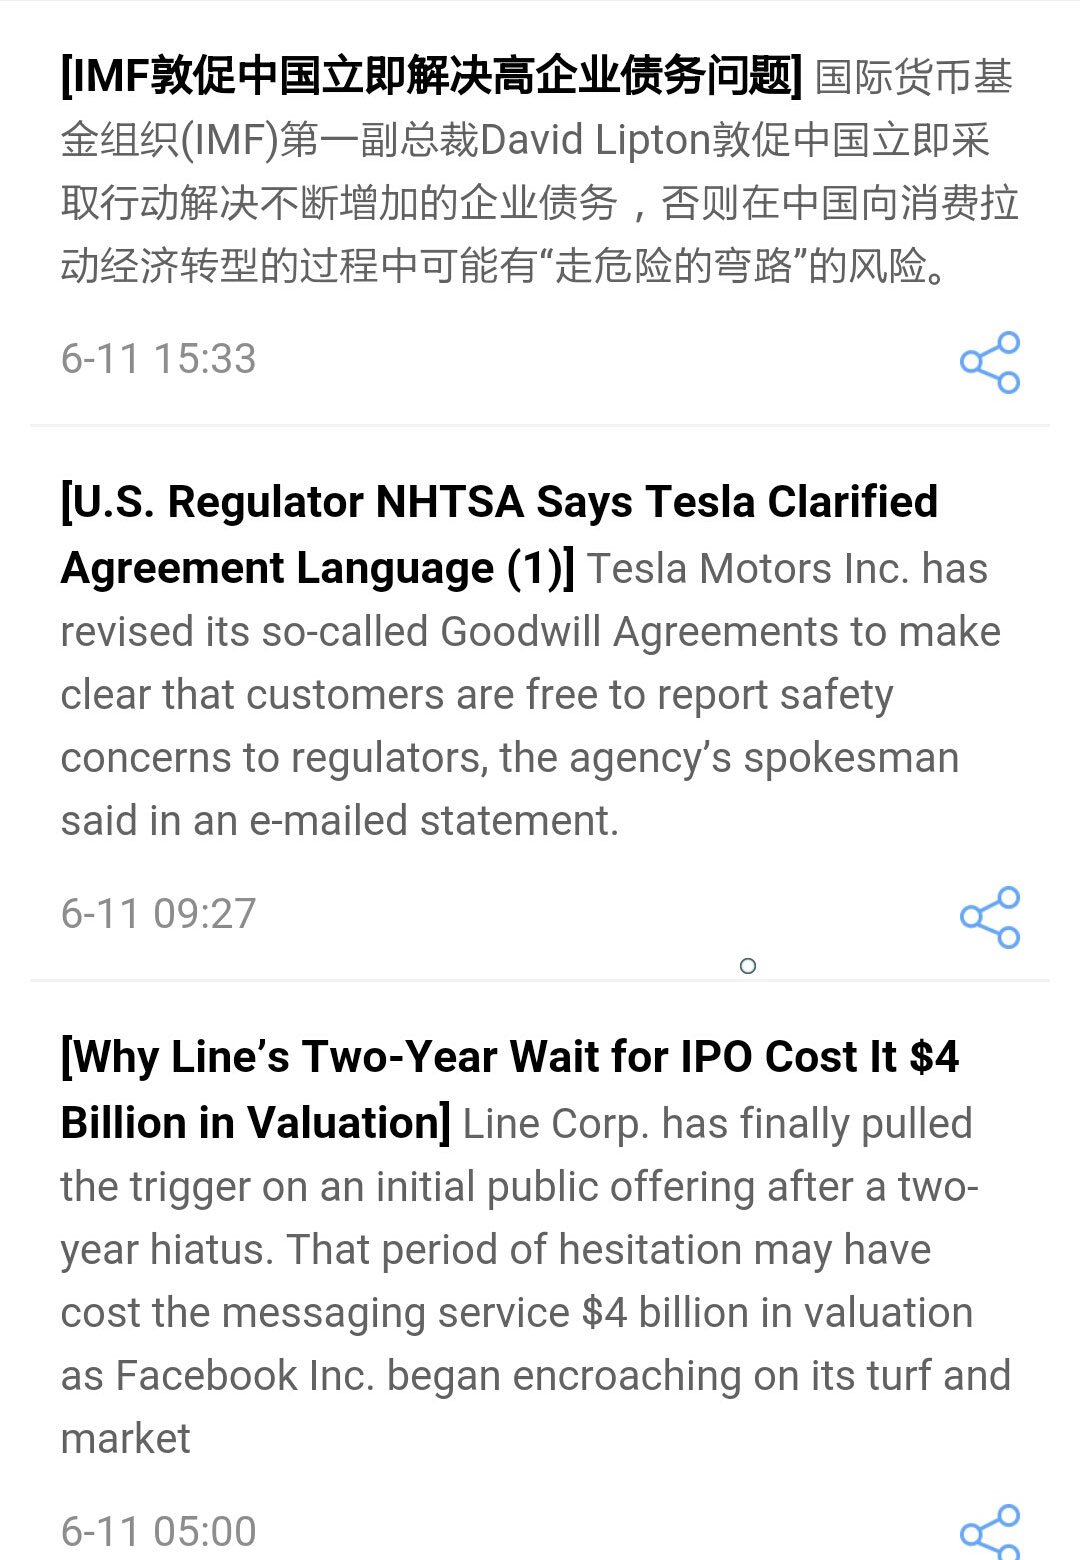 [IMF敦促中国立即解决高企业债务问题] 国际货币基
金组织(IMF)第一副总裁David Lipton敦促中国立即采
取行动解决不断增加的企业债务，否则在中国向消费拉
动经济转型的过程中可能有“走危险的弯路”的风险。
6-11 15:33
[U.S. Regulator NHTSA Says Tesla Clarified
Agreement Language (1)] Tesla Motors Inc. has
revised its so-called Goodwill Agreements to make
clear that customers are free to report safety
concerns to regulators, the agency’s spokesman
said in an e-mailed statement.
6-11 09:27
[Why Line’s Two-Year Wait for IPO Cost It $4
Billion in Valuation] Line Corp. has finally pulled
the trigger on an initial public offering after a two-
year hiatus. That period of hesitation may have
cost the messaging service $4 billion in valuation
as Facebook Inc. began encroaching on its turf and
market
6-11 05:00